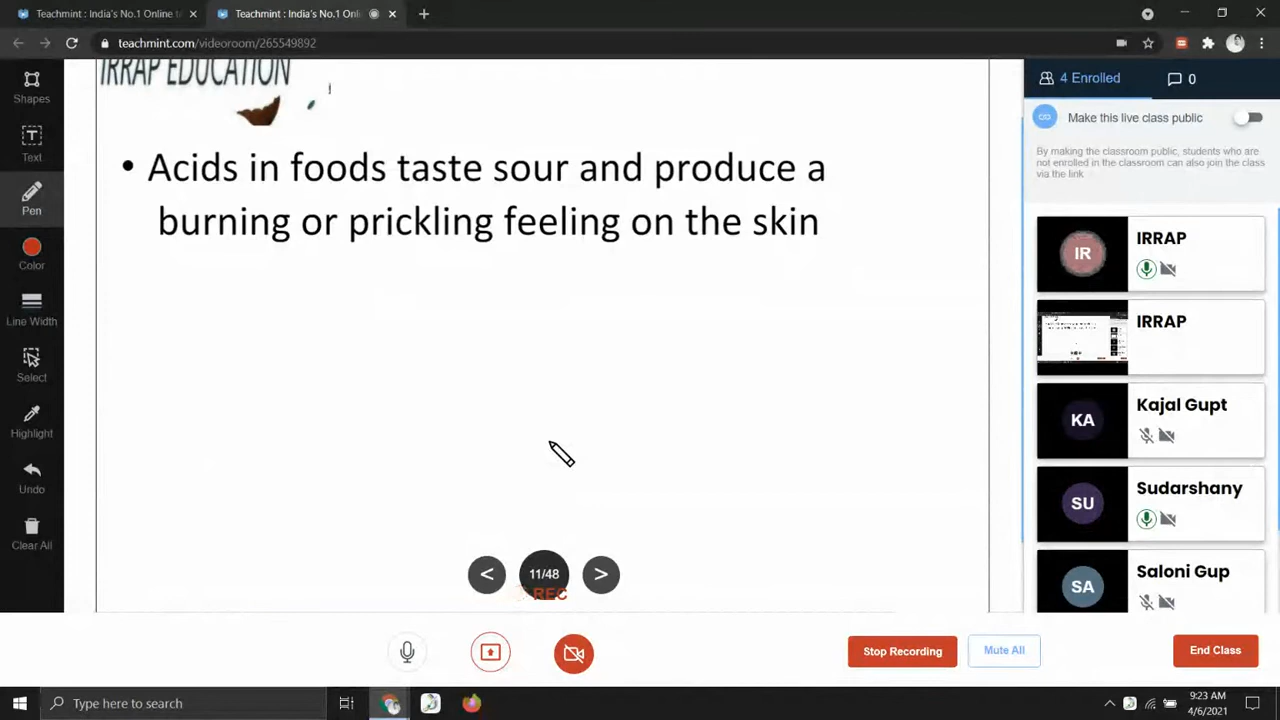 Teachmint : India's No.1 Online t
Teachmint : India's No.1 Onli
teachmint.com/videoroom/265549892
Shapes
Text
Pen
Color
Line Width
Select
Highlight
Undo
Clear All
IRRAP EDUCATION
• Acids in foods taste sour and produce a
burning or prickling feeling on the skin
< 11/48 >
REC
4 Enrolled
0
Make this live class public
By making the classroom public, students who are
not enrolled in the classroom can also join the class
via the link
IR
IRRAP
IRRAP
KA
Kajal Gupt
SU
Sudarshany
SA
Saloni Gup
Stop Recording
Mute All
End Class
Type here to search
9:23 AM
4/6/2021